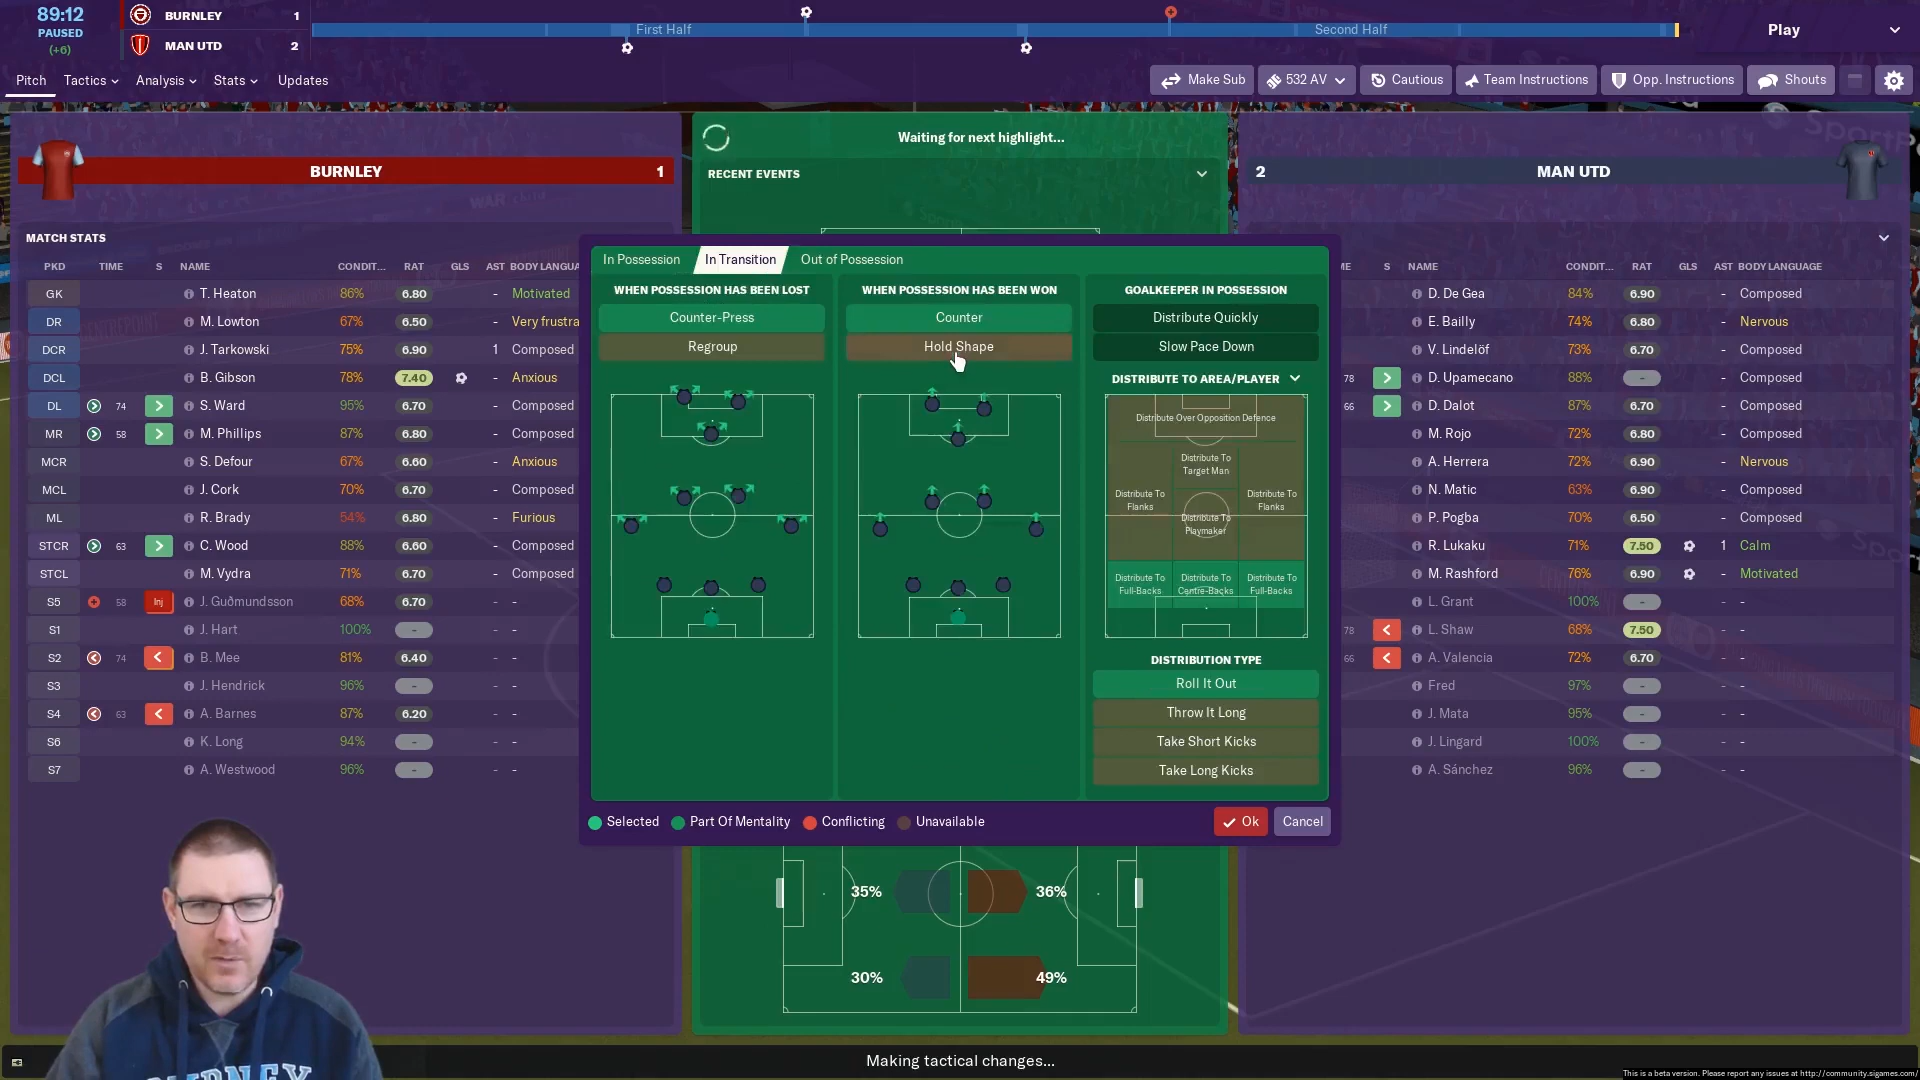 89:12
PAUSED
(+6)
BURNLEY 1
MAN UTD 2
First Half
Second Half
Play
Pitch Tactics Analysis Stats Updates
Make Sub 532 AV Cautious Team Instructions Opp. Instructions Shouts
BURNLEY 1
Waiting for next highlight...
RECENT EVENTS
2 MAN UTD
MATCH STATS
PKD TIME S NAME CONDIT... RAT GLS AST BODY LANGUA
GK T. Heaton 86% 6.80 - Motivated
DR M. Lowton 67% 6.50 - Very frustra
DCR J. Tarkowski 75% 6.90 1 Composed
DCL B. Gibson 78% 7.40 - Anxious
DL 74 S. Ward 95% 6.70 - Composed
MR 58 M. Phillips 87% 6.80 - Composed
MCR S. Defour 67% 6.60 - Anxious
MCL J. Cork 70% 6.70 - Composed
ML R. Brady 54% 6.80 - Furious
STCR 63 C. Wood 88% 6.60 - Composed
STCL M. Vydra 71% 6.70 - Composed
S5 58 Inj J. Guðmundsson 68% 6.70 - -
S1 J. Hart 100% - - -
S2 74 B. Mee 81% 6.40 - -
S3 J. Hendrick 96% - - -
S4 63 A. Barnes 87% 6.20 - -
S6 K. Long 94% - - -
S7 A. Westwood 96% - - -
In Possession In Transition Out of Possession
WHEN POSSESSION HAS BEEN LOST
Counter-Press
Regroup
WHEN POSSESSION HAS BEEN WON
Counter
Hold Shape
GOALKEEPER IN POSSESSION
Distribute Quickly
Slow Pace Down
DISTRIBUTE TO AREA/PLAYER
Distribute Over Opposition Defence
Distribute To
Target Man
Distribute To
Flanks
Distribute To
Playmaker
Distribute To
Flanks
Distribute To
Full-Backs
Distribute To
Centre-Backs
Distribute To
Full-Backs
DISTRIBUTION TYPE
Roll It Out
Throw It Long
Take Short Kicks
Take Long Kicks
Selected Part Of Mentality Conflicting Unavailable
Ok Cancel
ME S NAME CONDIT... RAT GLS AST BODY LANGUAGE
D. De Gea 84% 6.90 - Composed
E. Bailly 74% 6.80 - Nervous
V. Lindelöf 73% 6.70 - Composed
78 D. Upamecano 88% - - Composed
66 D. Dalot 87% 6.70 - Composed
M. Rojo 72% 6.80 - Composed
A. Herrera 72% 6.90 - Nervous
N. Matic 63% 6.90 - Composed
P. Pogba 70% 6.50 - Composed
R. Lukaku 71% 7.50 1 Calm
M. Rashford 76% 6.90 - Motivated
L. Grant 100% - - -
78 L. Shaw 68% 7.50 - -
66 A. Valencia 72% 6.70 - -
Fred 97% - - -
J. Mata 95% - - -
J. Lingard 100% - - -
A. Sánchez 96% - - -
35% 36%
30% 49%
Making tactical changes...
This is a beta version. Please report any issues at http://community.sigames.com/